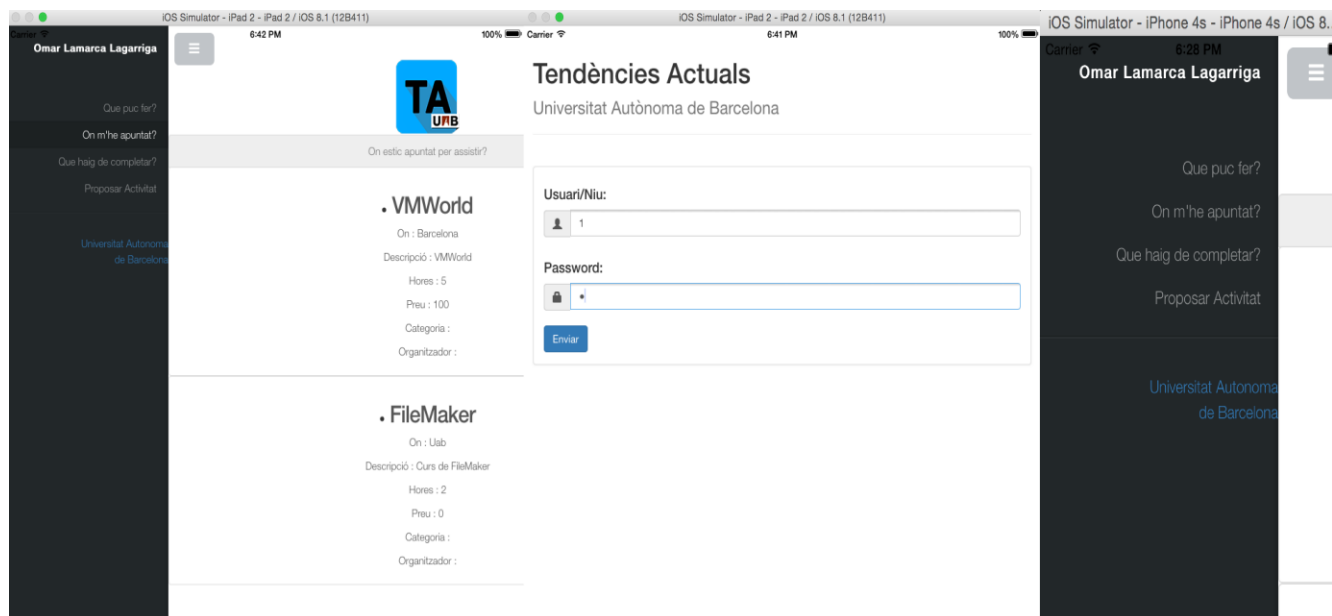 iOS Simulator - iPad 2 - iPad 2 / iOS 8.1 (12B411)
Carrier
6:42 PM
100%
Omar Lamarca Lagarriga
Que puc fer?
On m'he apuntat?
Que haig de completar?
Proposar Activitat
Universitat Autonoma
de Barcelona
TA
UAB
On estic apuntat per assistir?
• VMWorld
On : Barcelona
Descripció : VMWorld
Hores : 5
Preu : 100
Categoria :
Organitzador :
• FileMaker
On : Uab
Descripció : Curs de FileMaker
Hores : 2
Preu : 0
Categoria :
Organitzador :
iOS Simulator - iPad 2 - iPad 2 / iOS 8.1 (12B411)
Carrier
6:41 PM
100%
Tendències Actuals
Universitat Autònoma de Barcelona
Usuari/Niu:
1
Password:
•
Enviar
iOS Simulator - iPhone 4s - iPhone 4s / iOS 8.
Carrier
6:28 PM
Omar Lamarca Lagarriga
Que puc fer?
On m'he apuntat?
Que haig de completar?
Proposar Activitat
Universitat Autonoma
de Barcelona